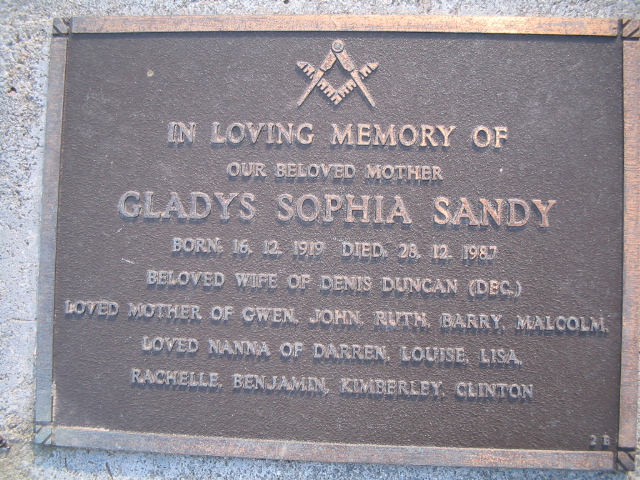 IN LOVING MEMORY OF
OUR BELOVED MOTHER
GLADYS SOPHIA SANDY
BORN. 16. 12. 1919 DIED. 28. 12. 1987
BELOVED WIFE OF DENIS DUNCAN (DEC.)
LOVED MOTHER OF GWEN, JOHN, RUTH, BARRY, MALCOLM,
LOVED NANNA OF DARREN, LOUISE, LISA,
RACHELLE, BENJAMIN, KIMBERLEY, CLINTON